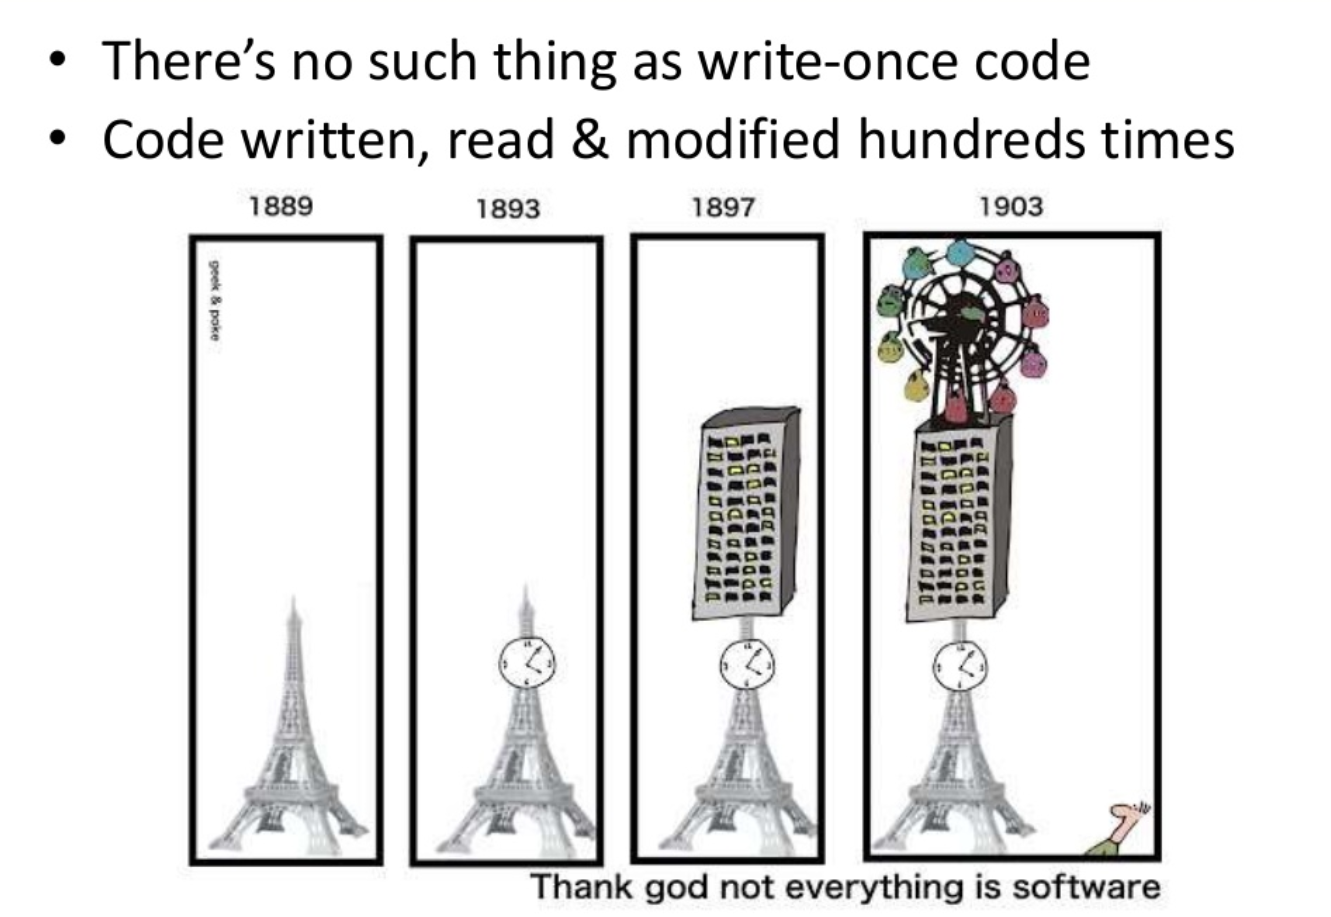 • There's no such thing as write-once code
• Code written, read & modified hundreds times
1889 1893 1897 1903
geek & poke
Thank god not everything is software